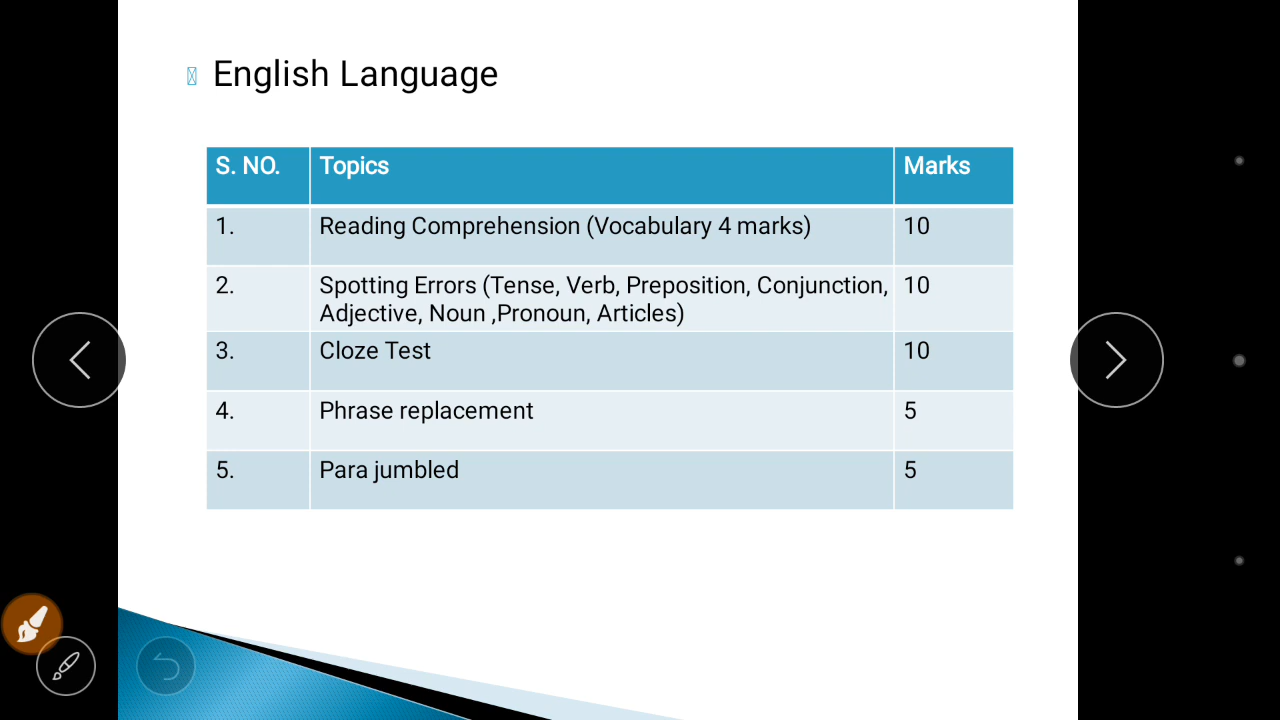 English Language
S. NO. Topics Marks
1. Reading Comprehension (Vocabulary 4 marks) 10
2. Spotting Errors (Tense, Verb, Preposition, Conjunction, 10
Adjective, Noun ,Pronoun, Articles)
3. Cloze Test 10
4. Phrase replacement 5
5. Para jumbled 5